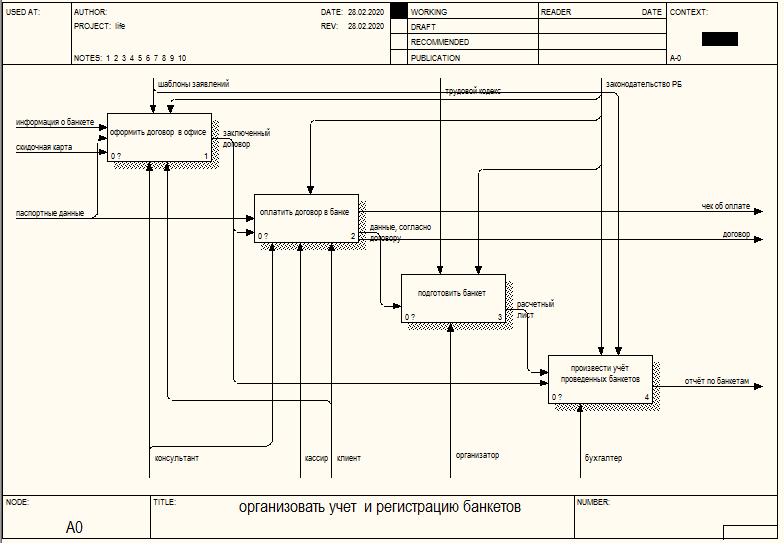 USED AT:
AUTHOR:
DATE: 28.02.2020
PROJECT: life
REV: 28.02.2020
NOTES: 1 2 3 4 5 6 7 8 9 10
WORKING
DRAFT
RECOMMENDED
PUBLICATION
READER
DATE
CONTEXT:
A-0
шаблоны заявлений
трудовой кодекс
законодательство РБ
информация о банкете
скидочная карта
паспортные данные
оформить договор в офисе
0 ?
1
заключенный
договор
оплатить договор в банке
0 ?
2
чек об оплате
данные, согласно
договору
договор
подготовить банкет
0 ?
3
расчетный
лист
произвести учёт
проведенных банкетов
0 ?
4
отчёт по банкетам
консультант
кассир
клиент
организатор
бухгалтер
NODE:
A0
TITLE:
организовать учет и регистрацию банкетов
NUMBER: